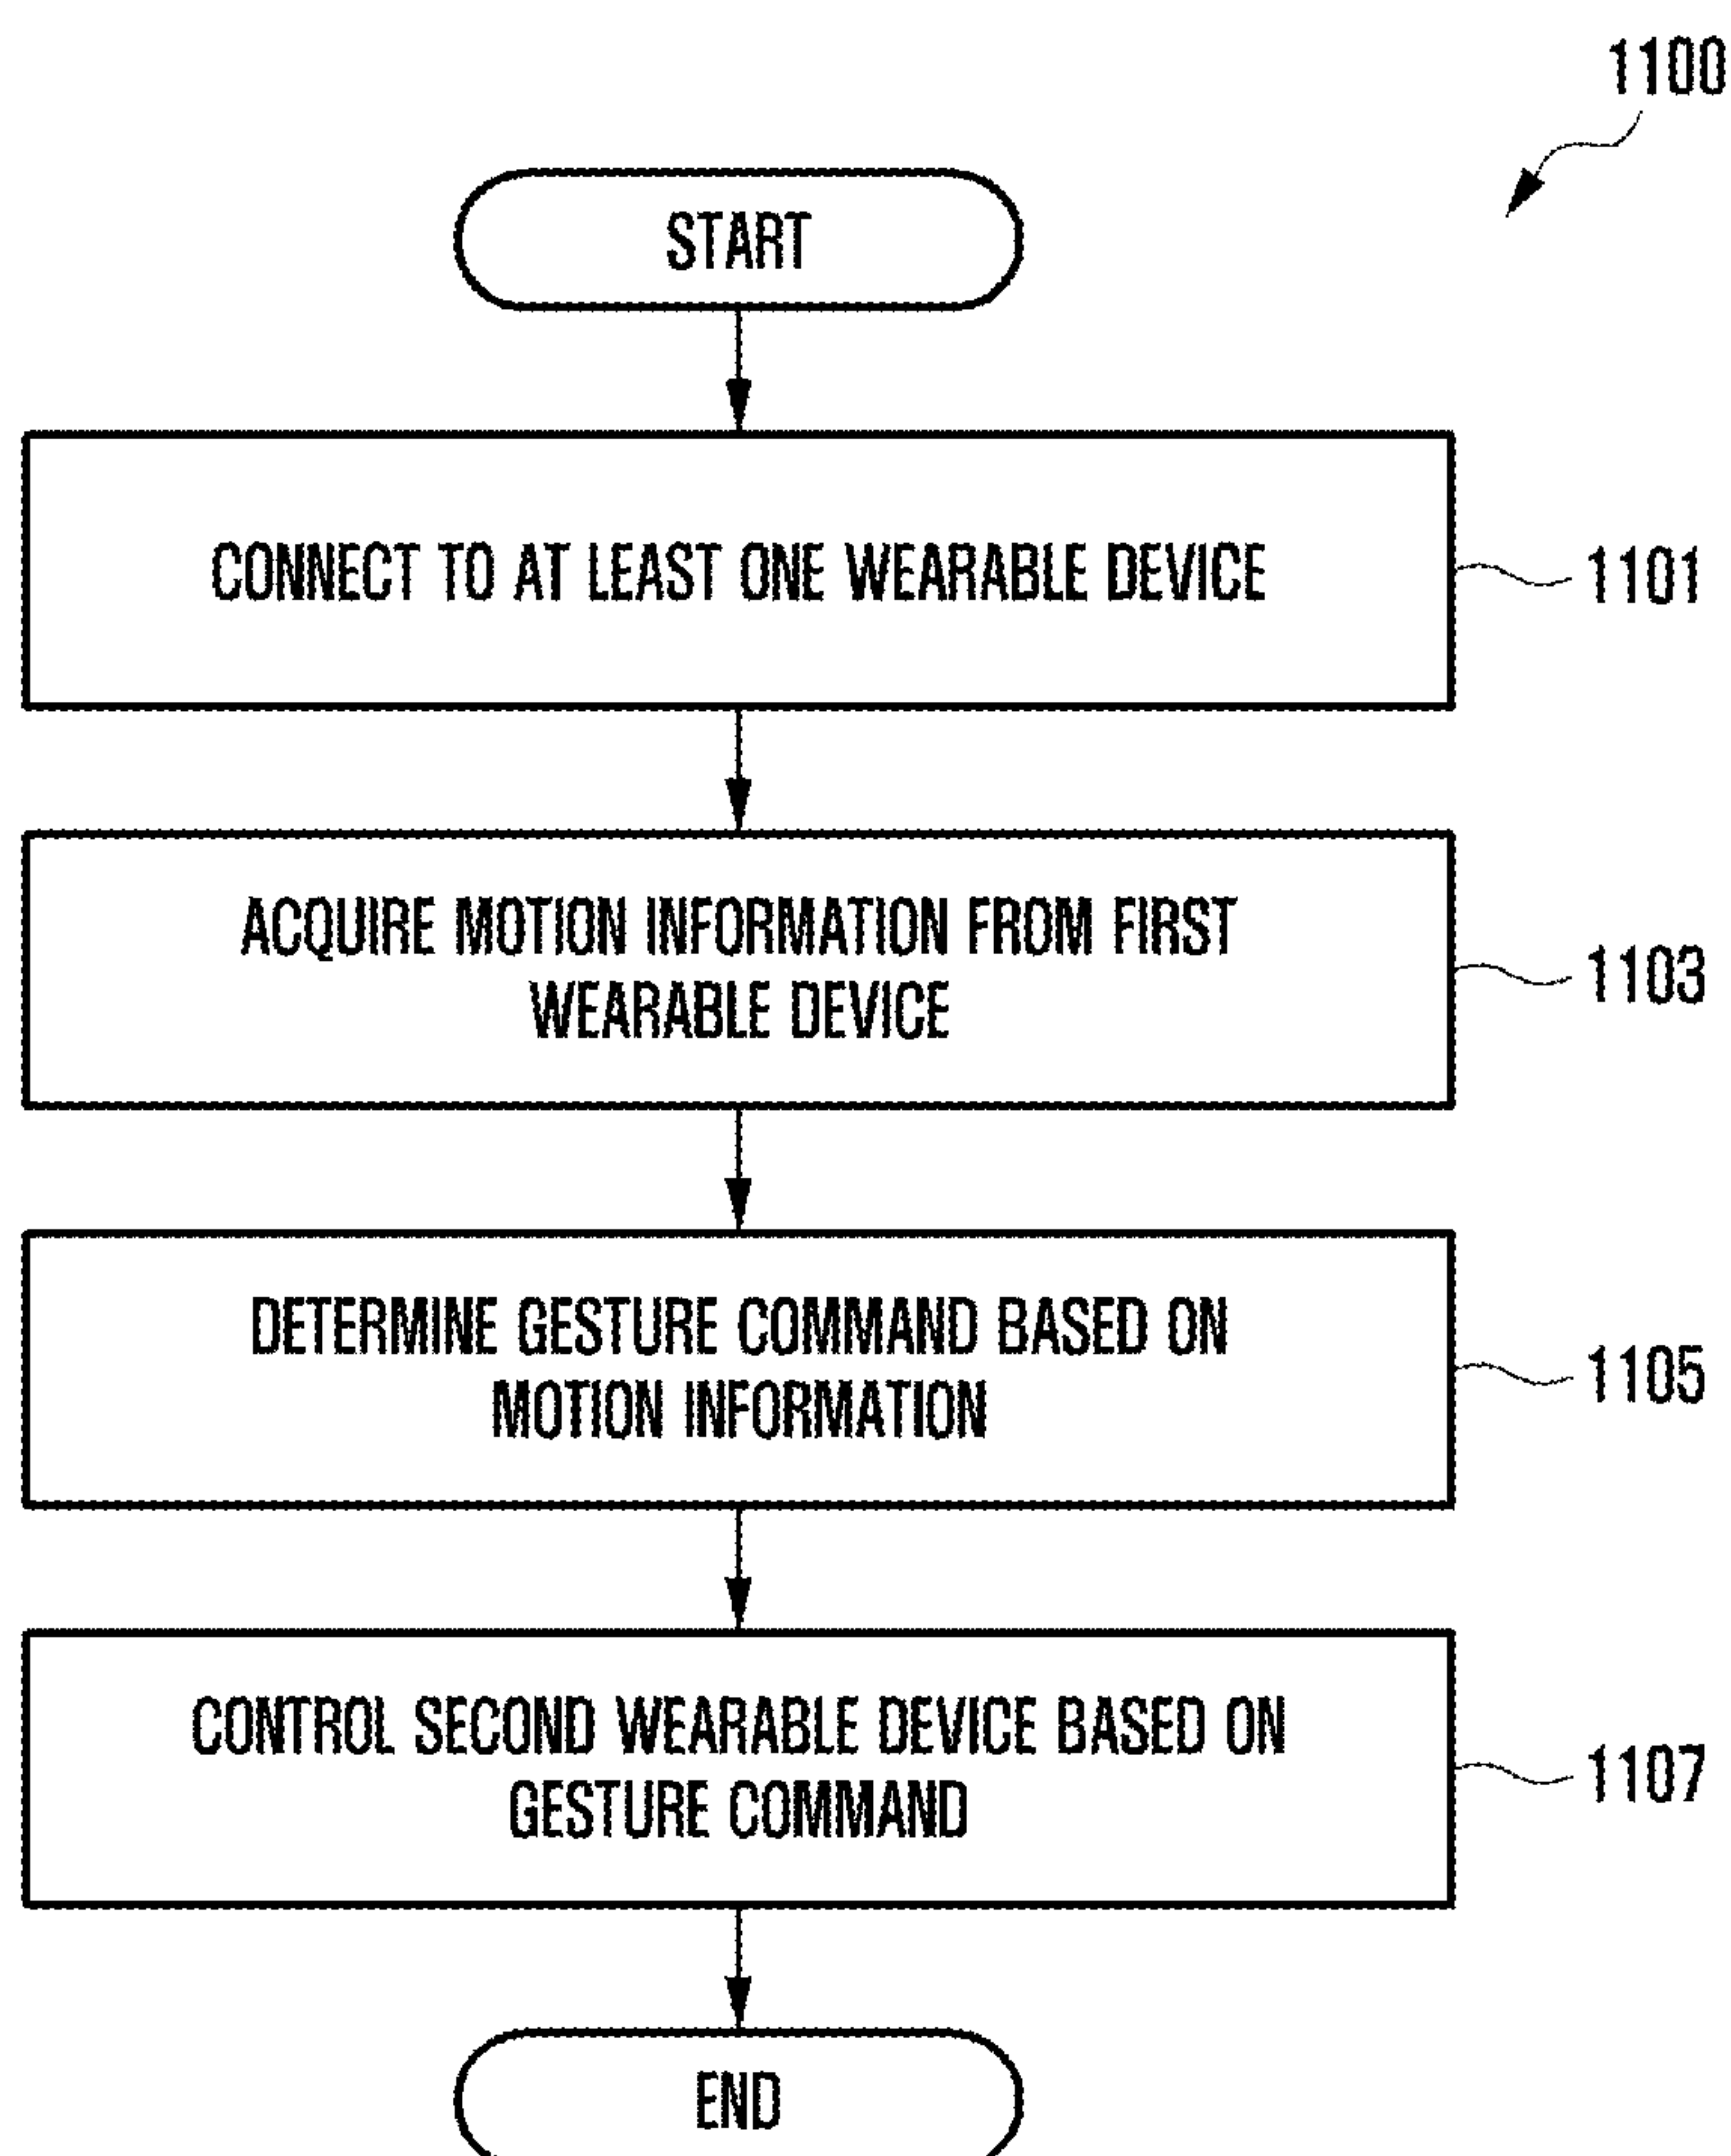 1100
START
CONNECT TO AT LEAST ONE WEARABLE DEVICE
1101
ACQUIRE MOTION INFORMATION FROM FIRST
WEARABLE DEVICE
1103
DETERMINE GESTURE COMMAND BASED ON
MOTION INFORMATION
1105
CONTROL SECOND WEARABLE DEVICE BASED ON
GESTURE COMMAND
1107
END